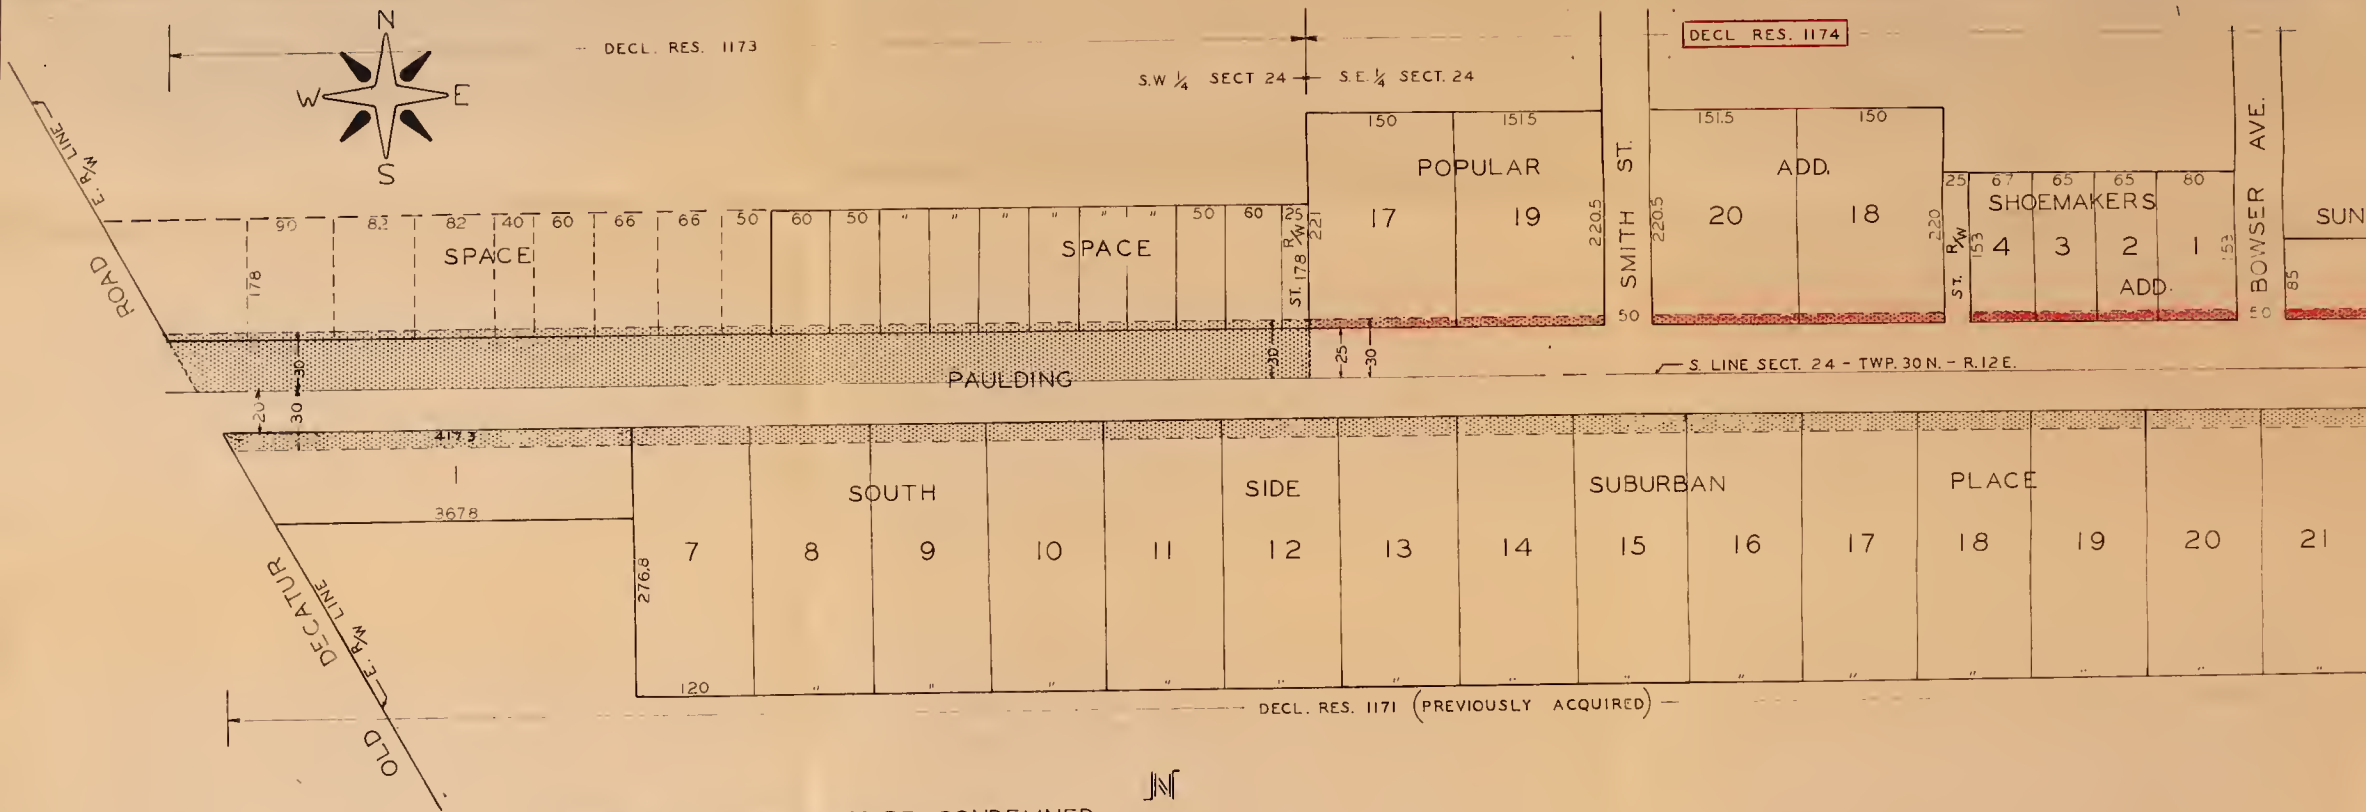 N
W E
S
DECL. RES. 1173
DECL RES. 1174
S.W ¼ SECT 24
S.E. ¼ SECT. 24
E. R/W LINE
ROAD
90 82 82 40 60 66 66 50 60 50 " " " " " " 50 60 25
178
SPACE
SPACE
ST. 178 R/W
221
150 151.5
POPULAR
17 19
220.5
SMITH ST.
50
220.5
151.5 150
ADD.
20 18
220
25
ST. R/W
153
67 65 65 80
SHOEMAKERS
4 3 2 1
ADD.
153
BOWSER AVE.
50
SUN
85
30
30
25
30
PAULDING
S. LINE SECT. 24 - TWP. 30 N. - R. 12 E.
20
30
417.3
1
367.8
SOUTH SIDE SUBURBAN PLACE
7 8 9 10 11 12 13 14 15 16 17 18 19 20 21
276.8
120 " " " " " " " " " " " " " "
OLD DECATUR
E. R/W LINE
DECL. RES. 1171 (PREVIOUSLY ACQUIRED)
N
BE CONDEMNED